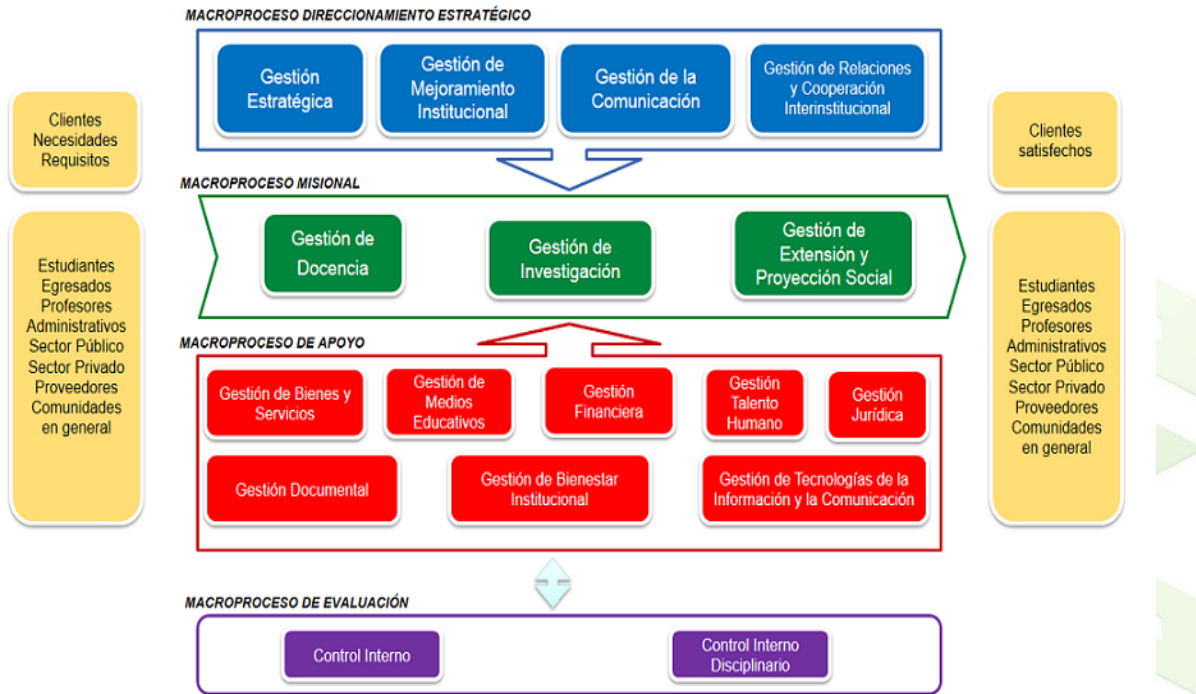 MACROPROCESO DIRECCIONAMIENTO ESTRATÉGICO
Gestión
Estratégica
Gestión de
Mejoramiento
Institucional
Gestión de la
Comunicación
Gestión de Relaciones
y Cooperación
Interinstitucional
Clientes
Necesidades
Requisitos
Clientes
satisfechos
MACROPROCESO MISIONAL
Gestión de
Docencia
Gestión de
Investigación
Gestión de
Extensión y
Proyección Social
Estudiantes
Egresados
Profesores
Administrativos
Sector Público
Sector Privado
Proveedores
Comunidades
en general
Estudiantes
Egresados
Profesores
Administrativos
Sector Público
Sector Privado
Proveedores
Comunidades
en general
MACROPROCESO DE APOYO
Gestión de Bienes y
Servicios
Gestión de
Medios
Educativos
Gestión
Financiera
Gestión
Talento
Humano
Gestión
Jurídica
Gestión Documental
Gestión de Bienestar
Institucional
Gestión de Tecnologías de la
Información y la Comunicación
MACROPROCESO DE EVALUACIÓN
Control Interno
Control Interno
Disciplinario